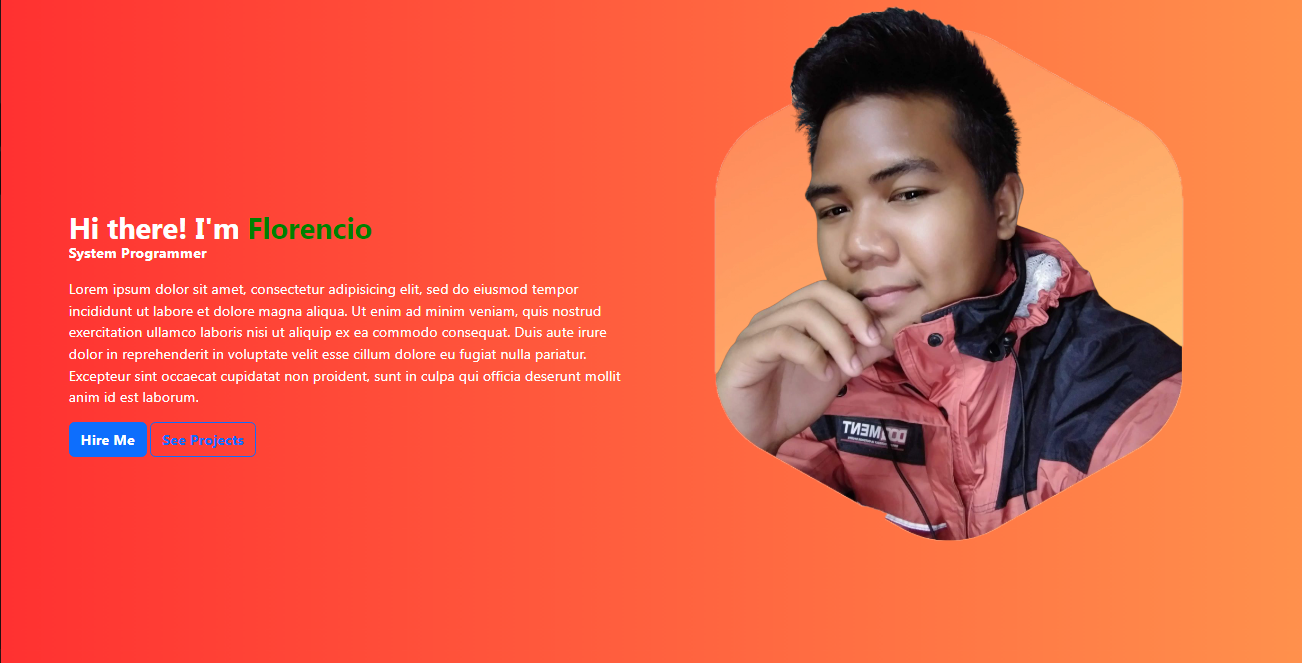 Hi there! I'm Florencio
System Programmer
Lorem ipsum dolor sit amet, consectetur adipisicing elit, sed do eiusmod tempor
incididunt ut labore et dolore magna aliqua. Ut enim ad minim veniam, quis nostrud
exercitation ullamco laboris nisi ut aliquip ex ea commodo consequat. Duis aute irure
dolor in reprehenderit in voluptate velit esse cillum dolore eu fugiat nulla pariatur.
Excepteur sint occaecat cupidatat non proident, sunt in culpa qui officia deserunt mollit
anim id est laborum.
Hire Me See Projects